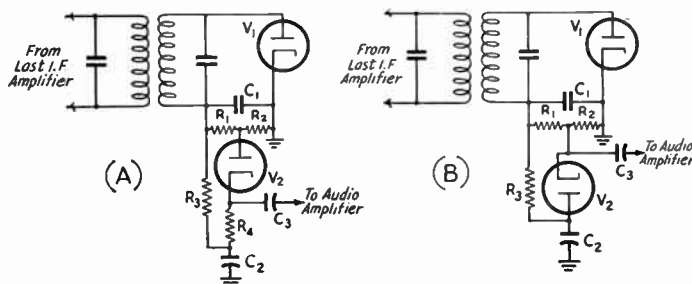 From
Last I.F.
Amplifier
V1
C1
R1
R2
(A)
V2
R3
To Audio
Amplifier
C3
R4
C2
From
Last I.F.
Amplifier
V1
C1
R1
R2
(B)
To Audio
Amplifier
C3
R3
V2
C2